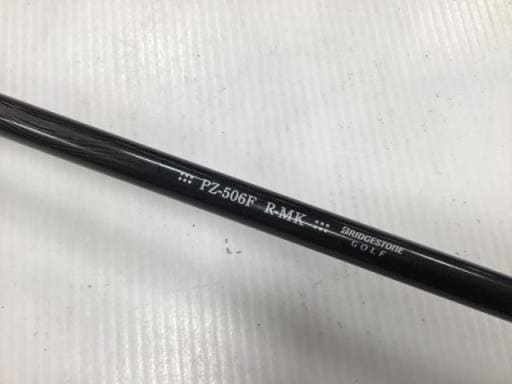 PZ-506F R-MK
BRIDGESTONE
GOLF